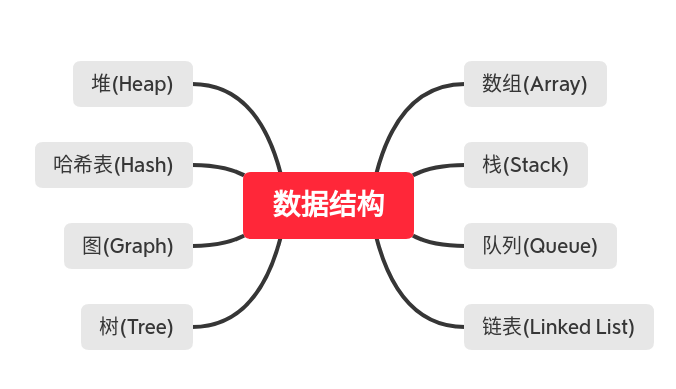 堆(Heap)
数组(Array)
哈希表(Hash)
栈(Stack)
数据结构
图(Graph)
队列(Queue)
树(Tree)
链表(Linked List)